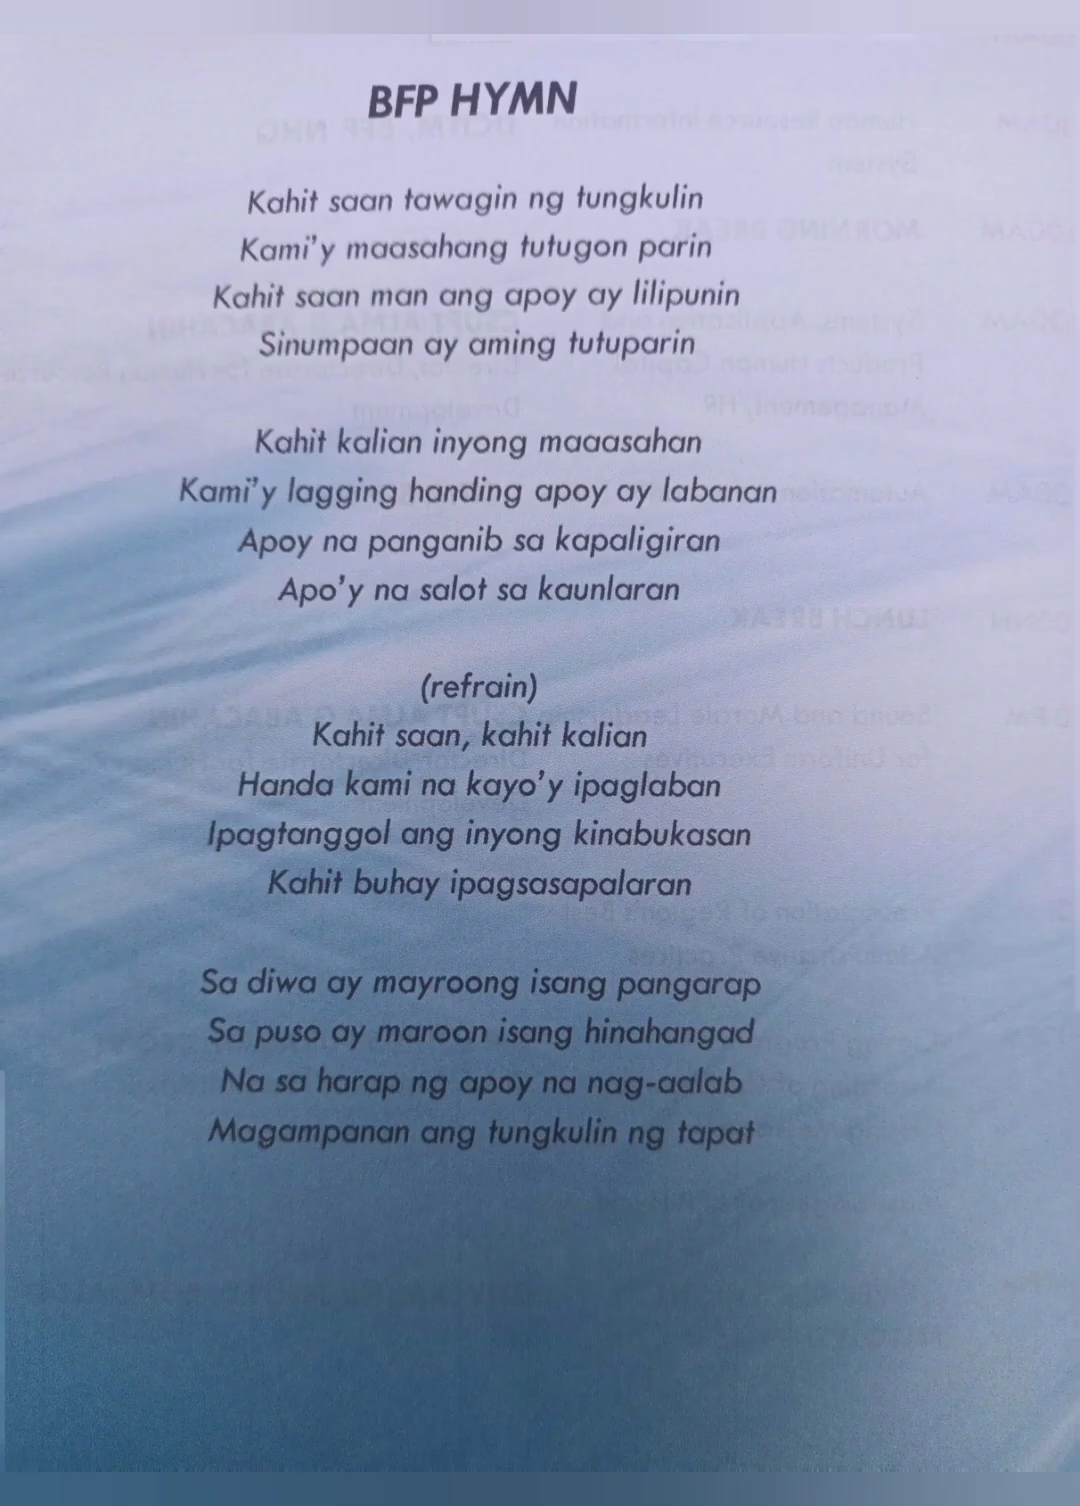 BFP HYMN
Kahit saan tawagin ng tungkulin
Kami'y maasahang tutugon parin
Kahit saan man ang apoy ay lilipunin
Sinumpaan ay aming tutuparin
Kahit kalian inyong maaasahan
Kami'y lagging handing apoy ay labanan
Apoy na panganib sa kapaligiran
Apo'y na salot sa kaunlaran
(refrain)
Kahit saan, kahit kalian
Handa kami na kayo'y ipaglaban
Ipagtanggol ang inyong kinabukasan
Kahit buhay ipagsasapalaran
Sa diwa ay mayroong isang pangarap
Sa puso ay maroon isang hinahangad
Na sa harap ng apoy na nag-aalab
Magampanan ang tungkulin ng tapat